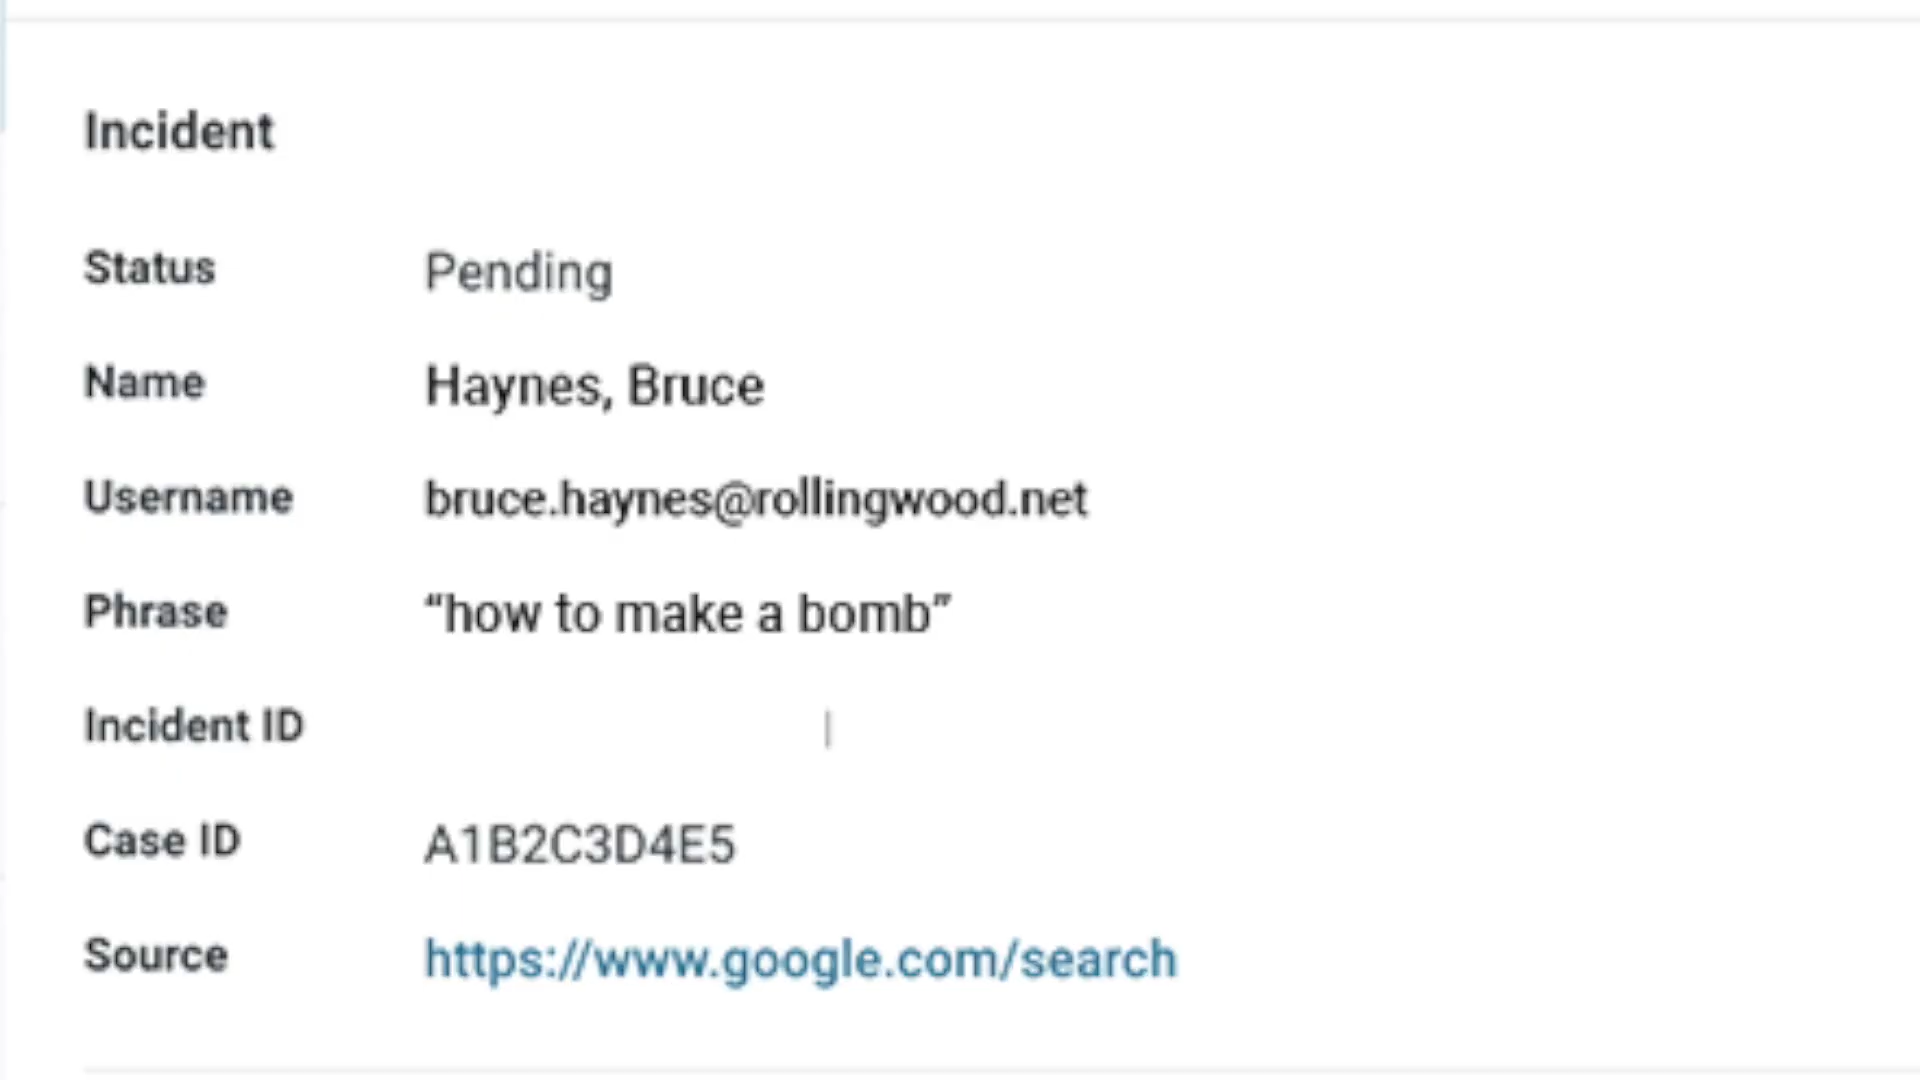 Incident
Status Pending
Name Haynes, Bruce
Username bruce.haynes@rollingwood.net
Phrase “how to make a bomb”
Incident ID
Case ID A1B2C3D4E5
Source https://www.google.com/search